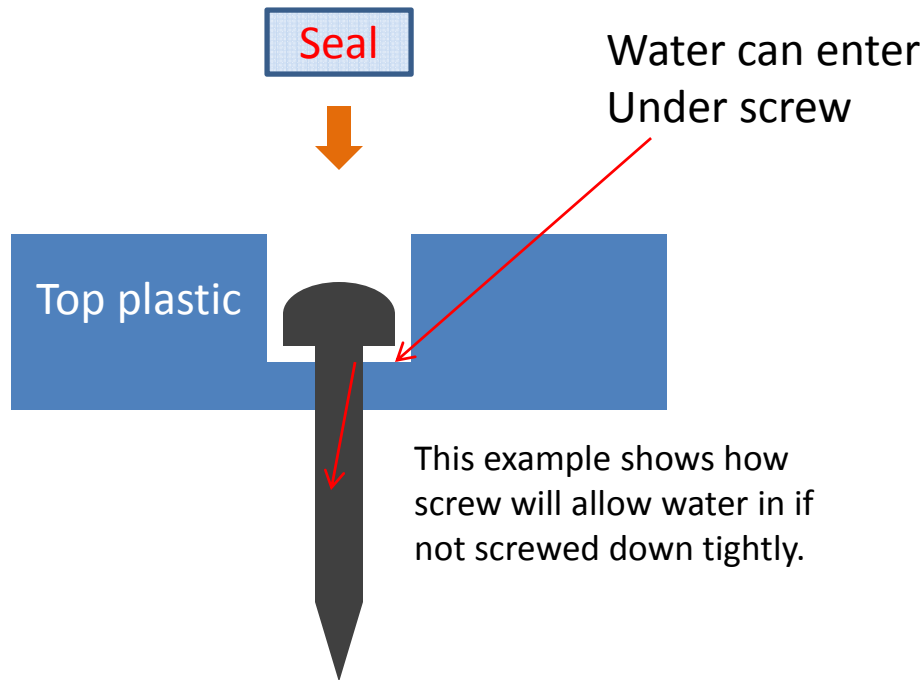 Seal
Water can enter
Under screw
Top plastic
This example shows how
screw will allow water in if
not screwed down tightly.